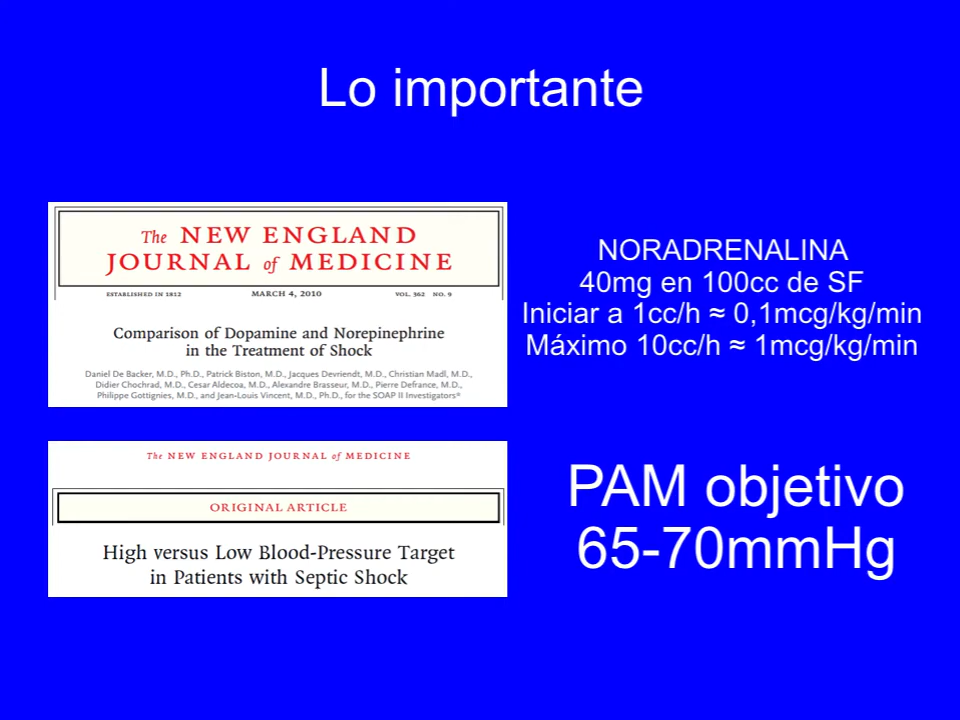 Lo importante
The NEW ENGLAND
JOURNAL of MEDICINE
ESTABLISHED IN 1812 MARCH 4, 2010 VOL. 362 NO. 9
Comparison of Dopamine and Norepinephrine
in the Treatment of Shock
Daniel De Backer, M.D., Ph.D., Patrick Biston, M.D., Jacques Devriendt, M.D., Christian Madl, M.D.,
Didier Chochrad, M.D., Cesar Aldecoa, M.D., Alexandre Brasseur, M.D., Pierre Defrance, M.D.,
Philippe Gottignies, M.D., and Jean-Louis Vincent, M.D., Ph.D., for the SOAP II Investigators*
NORADRENALINA
40mg en 100cc de SF
Iniciar a 1cc/h ≈ 0,1mcg/kg/min
Máximo 10cc/h ≈ 1mcg/kg/min
The NEW ENGLAND JOURNAL of MEDICINE
ORIGINAL ARTICLE
High versus Low Blood-Pressure Target
in Patients with Septic Shock
PAM objetivo
65-70mmHg